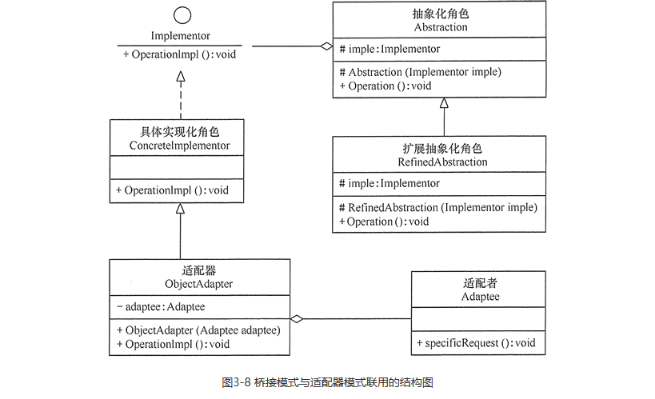 Implementor
+ OperationImpl () : void
抽象化角色
Abstraction
# imple : Implementor
# Abstraction (Implementor imple)
+ Operation () : void
具体实现化角色
ConcreteImplementor
+ OperationImpl () : void
扩展抽象化角色
RefinedAbstraction
# imple : Implementor
# RefinedAbstraction (Implementor imple)
+Operation () : void
适配器
ObjectAdapter
- adaptee : Adaptee
+ ObjectAdapter (Adaptee adaptee)
+ OperationImpl () : void
适配者
Adaptee
+ specificRequest () : void
图3-8 桥接模式与适配器模式联用的结构图